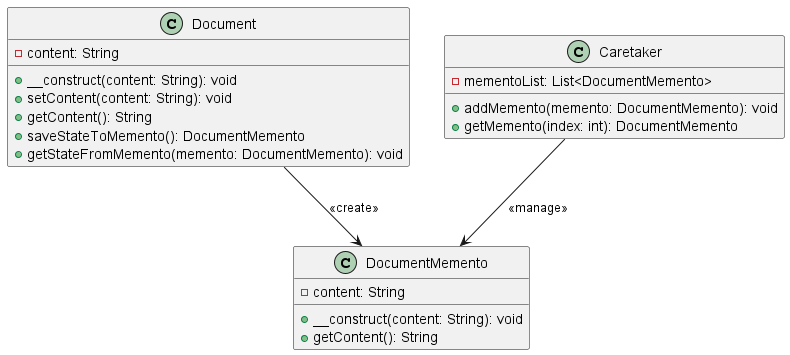 C Document
content: String
__construct(content: String): void
setContent(content: String): void
getContent(): String
saveStateToMemento(): DocumentMemento
getStateFromMemento(memento: DocumentMemento): void
C Caretaker
mementoList: List<DocumentMemento>
addMemento(memento: DocumentMemento): void
getMemento(index: int): DocumentMemento
«create»
«manage»
C DocumentMemento
content: String
__construct(content: String): void
getContent(): String